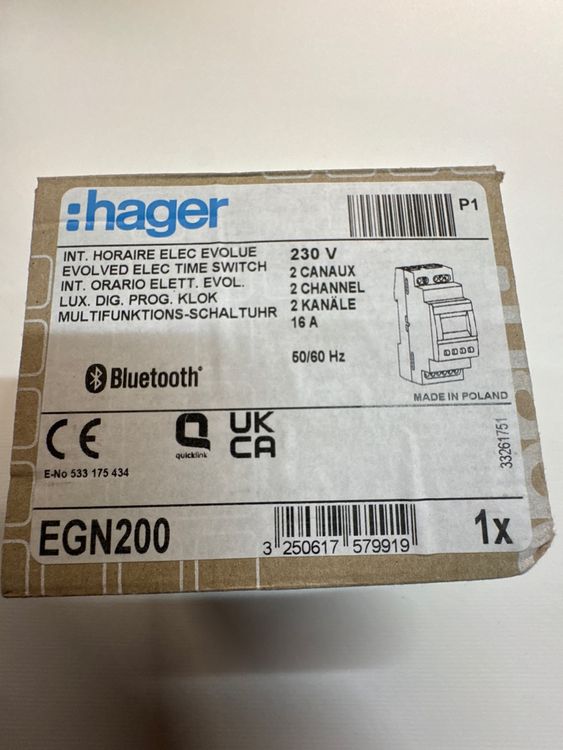 :hager
P1
INT. HORAIRE ELEC EVOLUE
EVOLVED ELEC TIME SWITCH
INT. ORARIO ELETT. EVOL.
LUX. DIG. PROG. KLOK
MULTIFUNKTIONS-SCHALTUHR
230 V
2 CANAUX
2 CHANNEL
2 KANÄLE
16 A
50/60 Hz
Bluetooth®
MADE IN POLAND
CE
E-No 533 175 434
quicklink
UK
CA
33261751
EGN200
3 250617 579919
1x